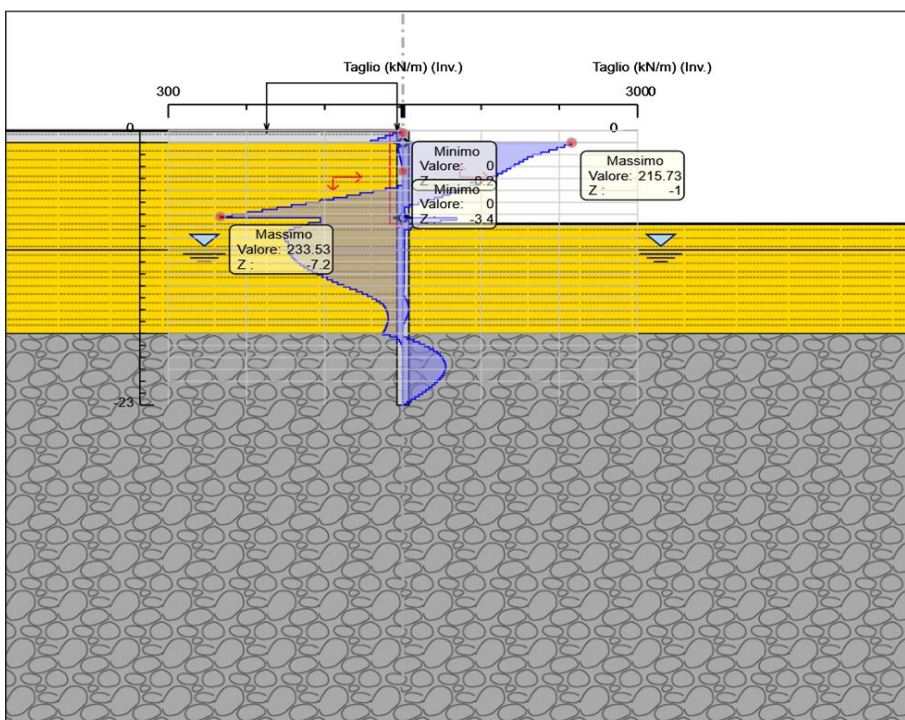 Taglio (kN/m) (Inv.)
Taglio (kN/m) (Inv.)
300
0
0
Minimo
Valore: 0
Z : -0.2
Massimo
Valore: 215.73
Z : -1
Minimo
Valore: 0
Z : -3.4
Massimo
Valore: 233.53
Z : -7.2
-23